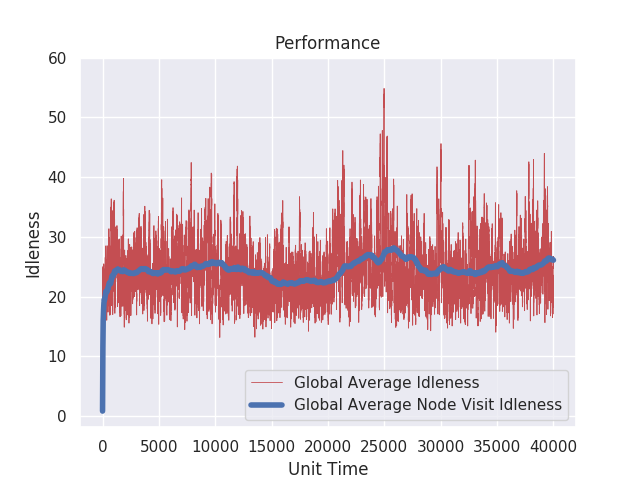 Performance
60
50
40
30
20
10
0
Idleness
Global Average Idleness
Global Average Node Visit Idleness
0 5000 10000 15000 20000 25000 30000 35000 40000
Unit Time